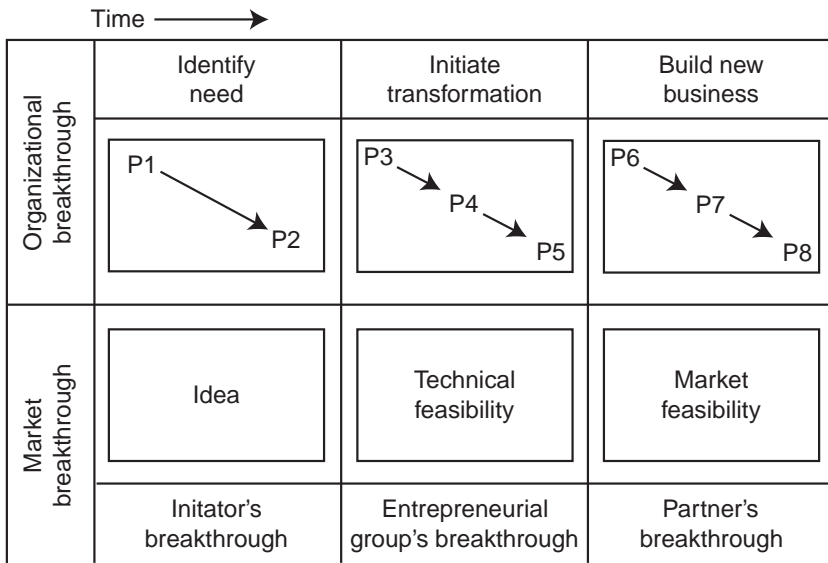 Time
Identify
need
Initiate
transformation
Build new
business
Organizational
breakthrough
P1
P2
P3
P4
P5
P6
P7
P8
Market
breakthrough
Idea
Technical
feasibility
Market
feasibility
Initator's
breakthrough
Entrepreneurial
group's breakthrough
Partner's
breakthrough